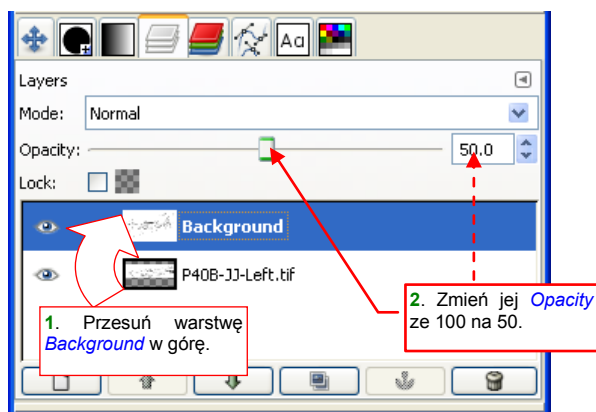 Aa
Layers
Mode: Normal
Opacity: 50.0
Lock:
Background
P40B-JJ-Left.tif
1. Przesuń warstwę
Background w górę.
2. Zmień jej Opacity
ze 100 na 50.